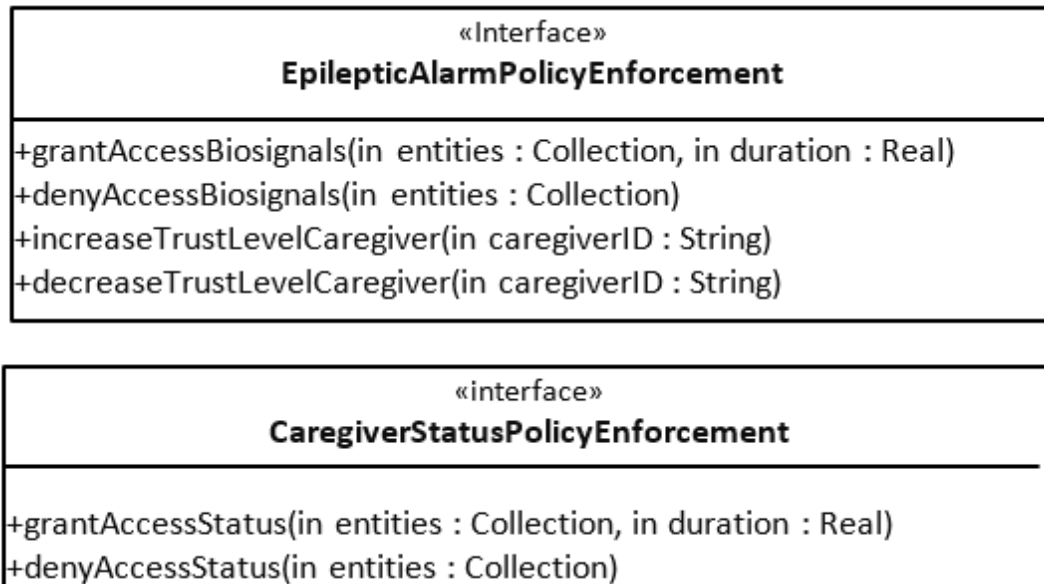 «Interface»
EpilepticAlarmPolicyEnforcement
+grantAccessBiosignals(in entities : Collection, in duration : Real)
+denyAccessBiosignals(in entities : Collection)
+increaseTrustLevelCaregiver(in caregiverID : String)
+decreaseTrustLevelCaregiver(in caregiverID : String)
«interface»
CaregiverStatusPolicyEnforcement
+grantAccessStatus(in entities : Collection, in duration : Real)
+denyAccessStatus(in entities : Collection)